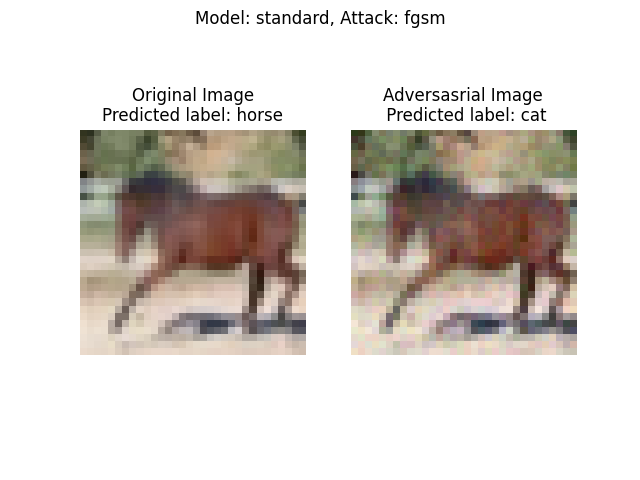 Model: standard, Attack: fgsm
Original Image
Predicted label: horse
Adversasrial Image
Predicted label: cat